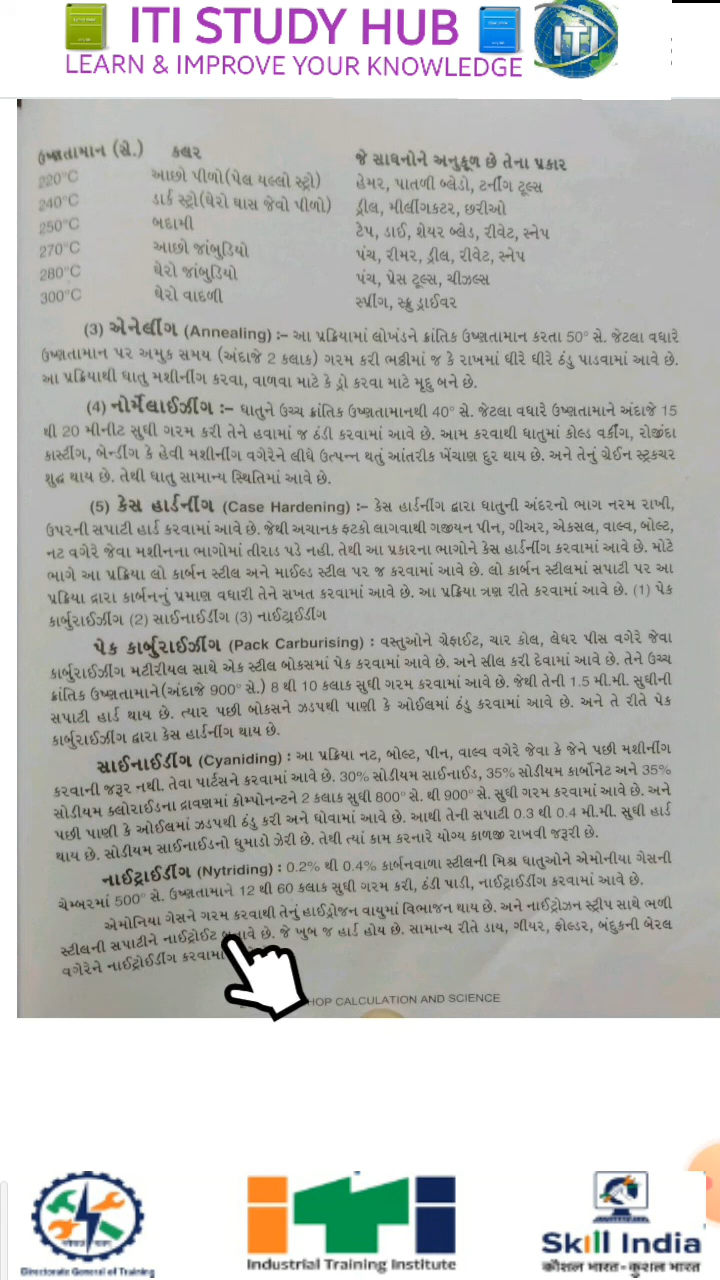 ITI STUDY HUB
LEARN & IMPROVE YOUR KNOWLEDGE
ITI
ઉષ્ણતામાન (સે.) કલર જે સાધનોને અનુકૂળ છે તેના પ્રકાર
220°C આછો પીળો(પેલ યલ્લો સ્ટ્રો) હેમર, પાતળી બ્લેડો, ટર્નીંગ ટૂલ્સ
240°C ડાર્ક સ્ટ્રો(ઘેરો ઘાસ જેવો પીળો) ડ્રીલ, મીલીંગકટર, છરીઓ
250°C બદામી ટેપ, ડાઈ, શેયર બ્લેડ, રીવેટ, સ્નેપ
270°C આછો જાંબુડિયો પંચ, રીમર, ડ્રીલ, રીવેટ, સ્નેપ
280°C ઘેરો જાંબુડિયો પંચ, પ્રેસ ટૂલ્સ, ચીઝલ્સ
300°C ઘેરો વાદળી સ્પ્રીંગ, સ્ક્રુ ડ્રાઈવર
(3) એનેલીંગ (Annealing) :– આ પ્રક્રિયામાં લોખંડને ક્રાંતિક ઉષ્ણતામાન કરતા 50° સે. જેટલા વધારે
ઉષ્ણતામાન પર અમુક સમય (અંદાજે 2 કલાક) ગરમ કરી ભઠ્ઠીમાં જ કે રાખમાં ધીરે ધીરે ઠંડુ પાડવામાં આવે છે.
આ પ્રક્રિયાથી ધાતુ મશીનીંગ કરવા, વાળવા માટે કે ડ્રો કરવા માટે મૃદુ બને છે.
(4) નોર્મેલાઈઝીંગ :– ધાતુને ઉચ્ચ ક્રાંતિક ઉષ્ણતામાનથી 40° સે. જેટલા વધારે ઉષ્ણતામાને અંદાજે 15
થી 20 મીનીટ સુધી ગરમ કરી તેને હવામાં જ ઠંડી કરવામાં આવે છે. આમ કરવાથી ધાતુમાં કોલ્ડ વર્કીંગ, રોજીંદા
કાસ્ટીંગ, બેન્ડીંગ કે હેવી મશીનીંગ વગેરેને લીધે ઉત્પન્ન થતું આંતરીક ખેંચાણ દુર થાય છે. અને તેનું ગ્રેઈન સ્ટ્રકચર
શુદ્ધ થાય છે. તેથી ધાતુ સામાન્ય સ્થિતિમાં આવે છે.
(5) કેસ હાર્ડનીંગ (Case Hardening) :– કેસ હાર્ડનીંગ દ્વારા ધાતુની અંદરનો ભાગ નરમ રાખી,
ઉપરની સપાટી હાર્ડ કરવામાં આવે છે. જેથી અચાનક ફટકો લાગવાથી ગજીયન પીન, ગીઅર, એકસલ, વાલ્વ, બોલ્ટ,
નટ વગેરે જેવા મશીનના ભાગોમાં તીરાડ પડે નહી. તેથી આ પ્રકારના ભાગોને કેસ હાર્ડનીંગ કરવામાં આવે છે. મોટે
ભાગે આ પ્રક્રિયા લો કાર્બન સ્ટીલ અને માઈલ્ડ સ્ટીલ પર જ કરવામાં આવે છે. લો કાર્બન સ્ટીલમાં સપાટી પર આ
પ્રક્રિયા દ્વારા કાર્બનનું પ્રમાણ વધારી તેને સખત કરવામાં આવે છે. આ પ્રક્રિયા ત્રણ રીતે કરવામાં આવે છે. (1) પેક
કાર્બુરાઈઝીંગ (2) સાઈનાઈડીંગ (3) નાઈટ્રાઈડીંગ
પેક કાર્બુરાઈઝીંગ (Pack Carburising) : વસ્તુઓને ગ્રેફાઈટ, ચાર કોલ, લેધર પીસ વગેરે જેવા
કાર્બુરાઈઝીંગ મટીરીયલ સાથે એક સ્ટીલ બોકસમાં પેક કરવામાં આવે છે. અને સીલ કરી દેવામાં આવે છે. તેને ઉચ્ચ
ક્રાંતિક ઉષ્ણતામાને(અંદાજે 900° સે.) 8 થી 10 કલાક સુધી ગરમ કરવામાં આવે છે. જેથી તેની 1.5 મી.મી. સુધીની
સપાટી હાર્ડ થાય છે. ત્યાર પછી બોકસને ઝડપથી પાણી કે ઓઈલમાં ઠંડુ કરવામાં આવે છે. અને તે રીતે પેક
કાર્બુરાઈઝીંગ દ્વારા કેસ હાર્ડનીંગ થાય છે.
સાઈનાઈડીંગ (Cyaniding) : આ પ્રક્રિયા નટ, બોલ્ટ, પીન, વાલ્વ વગેરે જેવા કે જેને પછી મશીનીંગ
કરવાની જરૂર નથી. તેવા પાર્ટસને કરવામાં આવે છે. 30% સોડીયમ સાઈનાઈડ, 35% સોડીયમ કાર્બોનેટ અને 35%
સોડીયમ ક્લોરાઈડના દ્રાવણમાં કોમ્પોનન્ટને 2 કલાક સુધી 800° સે. થી 900° સે. સુધી ગરમ કરવામાં આવે છે. અને
પછી પાણી કે ઓઈલમાં ઝડપથી ઠંડુ કરી અને ધોવામાં આવે છે. આથી તેની સપાટી 0.3 થી 0.4 મી.મી. સુધી હાર્ડ
થાય છે. સોડીયમ સાઈનાઈડનો ધુમાડો ઝેરી છે. તેથી ત્યાં કામ કરનારે યોગ્ય કાળજી રાખવી જરૂરી છે.
નાઈટ્રાઈડીંગ (Nytriding) : 0.2% થી 0.4% કાર્બનવાળા સ્ટીલની મિશ્ર ધાતુઓને એમોનીયા ગેસની
ચેમ્બરમાં 500° સે. ઉષ્ણતામાને 12 થી 60 કલાક સુધી ગરમ કરી, ઠંડી પાડી, નાઈટ્રાઈડીંગ કરવામાં આવે છે.
એમોનિયા ગેસને ગરમ કરવાથી તેનું હાઈડ્રોજન વાયુમાં વિભાજન થાય છે. અને નાઈટ્રોઝન સ્ટ્રીપ સાથે ભળી
સ્ટીલની સપાટીને નાઈટ્રોઈટ બનાવે છે. જે ખુબ જ હાર્ડ હોય છે. સામાન્ય રીતે ડાય, ગીયર, ફોલ્ડર, બંદુકની બેરલ
વગેરેને નાઈટ્રોઈડીંગ કરવામાં
HOP CALCULATION AND SCIENCE
Directorate General of Training
Industrial Training Institute
Skill India
कौशल भारत - कुशल भारत